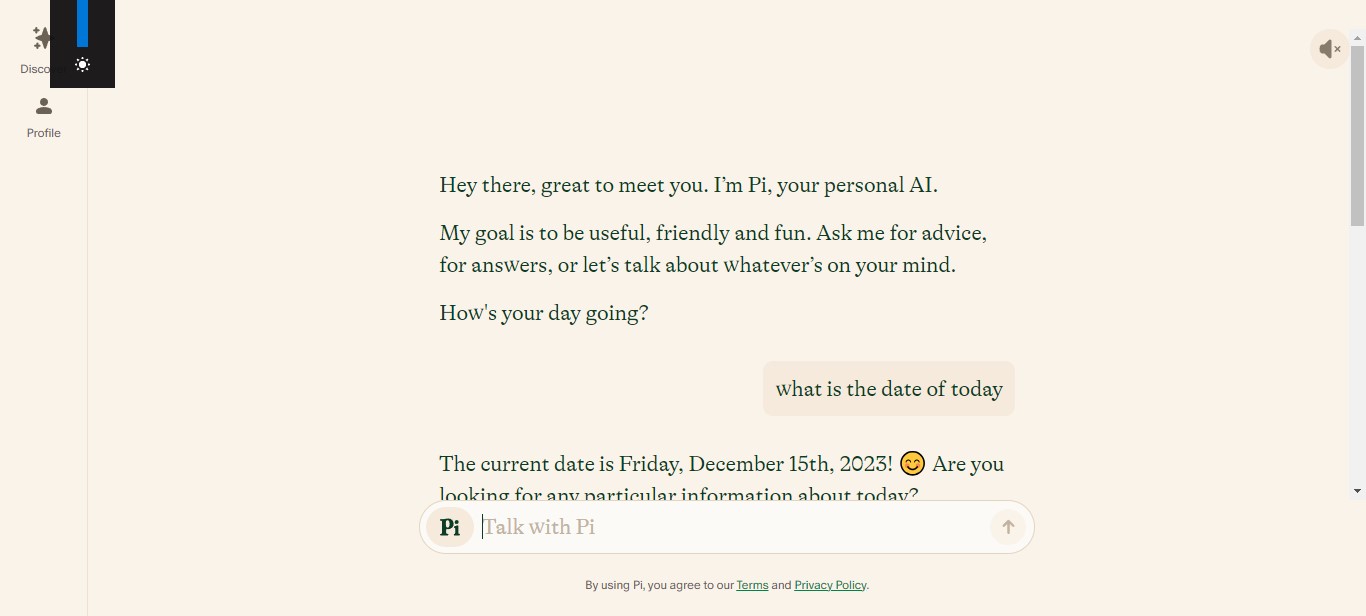 Profile
Hey there, great to meet you. I’m Pi, your personal AI.
My goal is to be useful, friendly and fun. Ask me for advice,
for answers, or let’s talk about whatever’s on your mind.
How's your day going?
what is the date of today
The current date is Friday, December 15th, 2023! 😊 Are you
looking for any particular information about today?
Pi
Talk with Pi
By using Pi, you agree to our Terms and Privacy Policy.